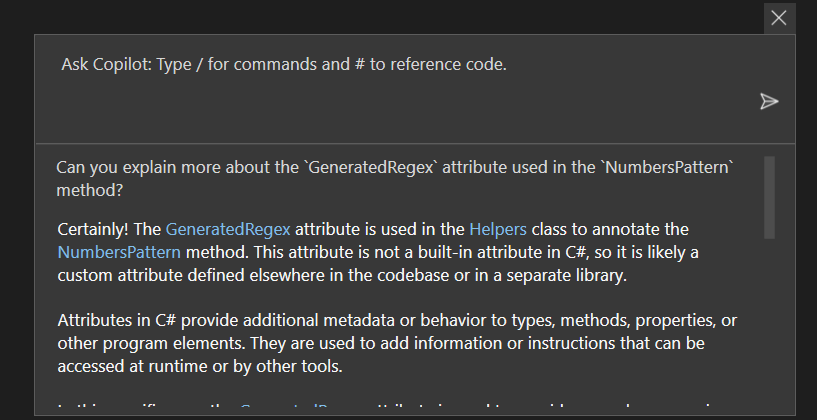 Ask Copilot: Type / for commands and # to reference code.
Can you explain more about the `GeneratedRegex` attribute used in the `NumbersPattern`
method?
Certainly! The GeneratedRegex attribute is used in the Helpers class to annotate the
NumbersPattern method. This attribute is not a built-in attribute in C#, so it is likely a
custom attribute defined elsewhere in the codebase or in a separate library.
Attributes in C# provide additional metadata or behavior to types, methods, properties, or
other program elements. They are used to add information or instructions that can be
accessed at runtime or by other tools.